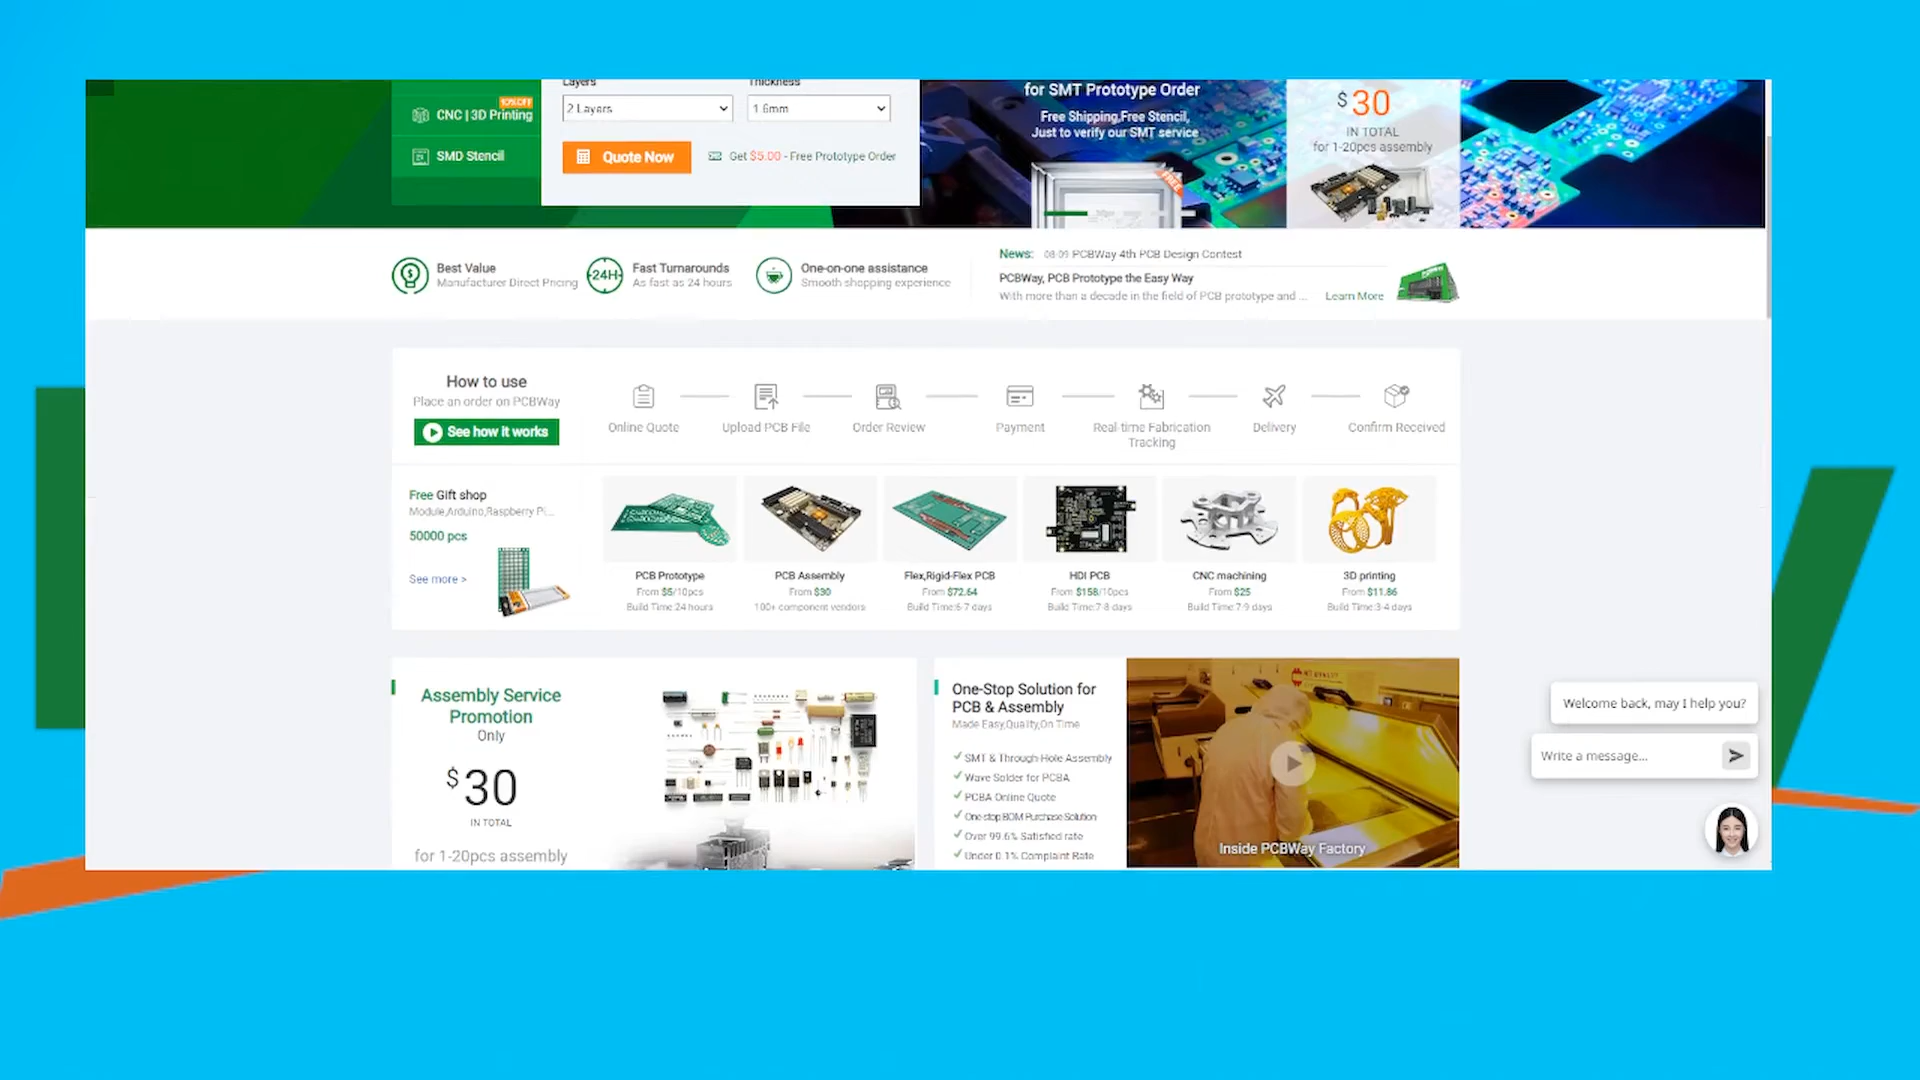 Layers
Thickness
2 Layers
1.6mm
10%OFF
CNC | 3D Printing
SMD Stencil
Quote Now
Get $5.00 - Free Prototype Order
for SMT Prototype Order
Free Shipping,Free Stencil,
Just to verify our SMT service
FREE
$30
IN TOTAL
for 1-20pcs assembly
Best Value
Manufacturer Direct Pricing
24H
Fast Turnarounds
As fast as 24 hours
One-on-one assistance
Smooth shopping experience
News: 08-09 PCBWay 4th PCB Design Contest
PCBWay, PCB Prototype the Easy Way
With more than a decade in the field of PCB prototype and ...
Learn More
How to use
Place an order on PCBWay
See how it works
Online Quote
Upload PCB File
Order Review
Payment
Real-time Fabrication
Tracking
Delivery
Confirm Received
Free Gift shop
Module,Arduino,Raspberry Pi...
50000 pcs
See more >
PCB Prototype
From $5/10pcs
Build Time:24 hours
PCB Assembly
From $30
100+ component vendors
Flex,Rigid-Flex PCB
From $72.64
Build Time:6-7 days
HDI PCB
From $158/10pcs
Build Time:7-8 days
CNC machining
From $25
Build Time:7-9 days
3D printing
From $11.86
Build Time:3-4 days
Assembly Service
Promotion
Only
$30
IN TOTAL
for 1-20pcs assembly
One-Stop Solution for
PCB & Assembly
Made Easy,Quality,On Time
SMT & Through-Hole Assembly
Wave Solder for PCBA
PCBA Online Quote
One-stop BOM Purchase Solution
Over 99.6% Satisfied rate
Under 0.1% Complaint Rate
Inside PCBWay Factory
Welcome back, may I help you?
Write a message...